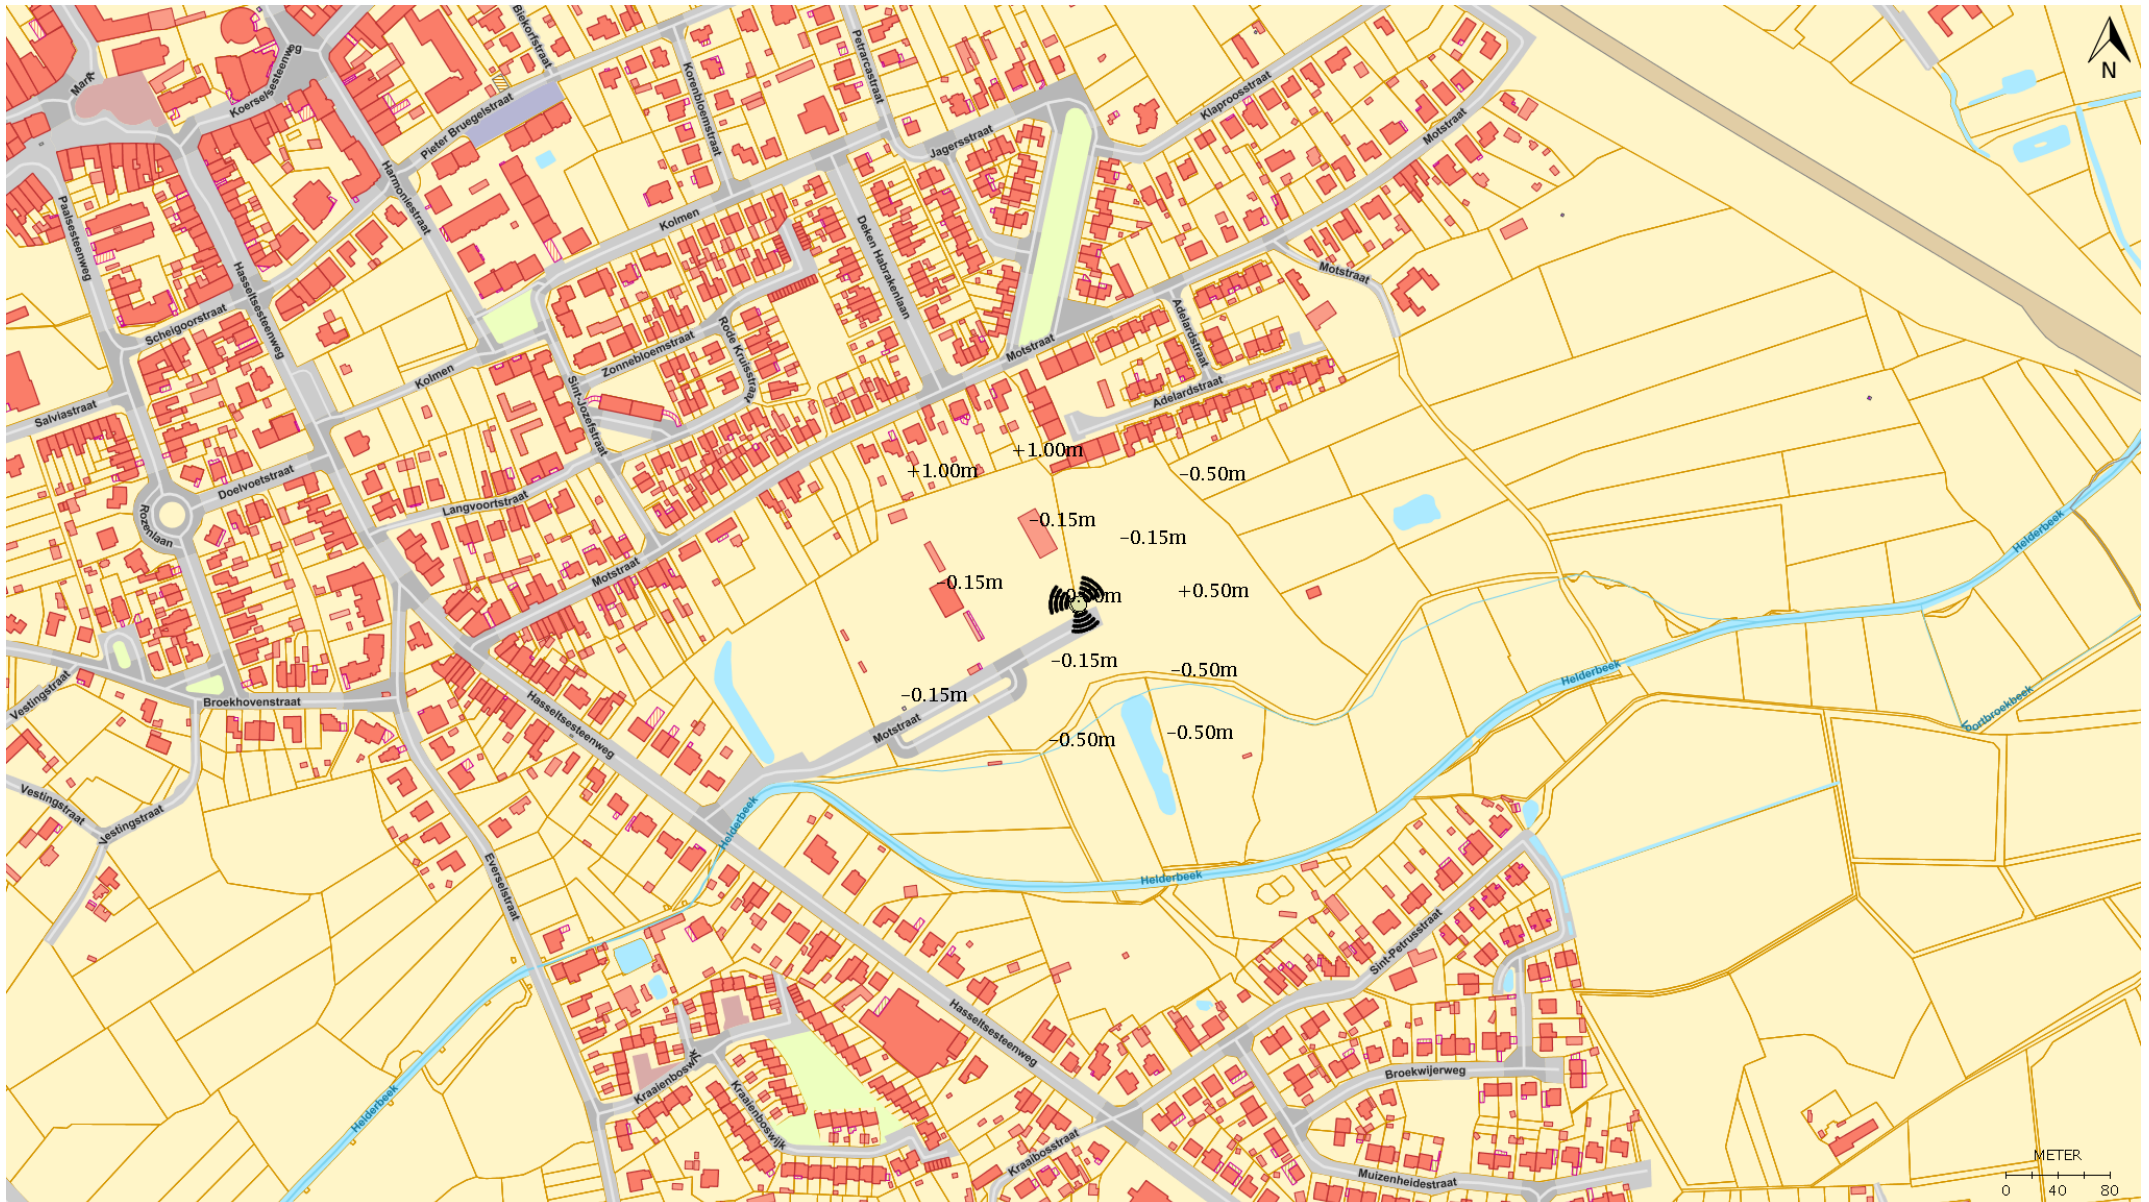 Markt
Koerselsesteenweg
Biekorfstraat
Pieter Bruegelstraat
Korenbloemstraat
Petrarcastraat
Jagersstraat
Klaproosstraat
Motstraat
N
Paalsesteenweg
Harmoniestraat
Kolmen
Deken Habrakenlaan
Hasseltsesteenweg
Motstraat
Scheigoorstraat
Zonnebloemstraat
Rode Kruisstraat
Motstraat
Adelardstraat
Adelardstraat
Kolmen
Sint-Jozefstraat
Salviastraat
Doelvoetstraat
Rozenlaan
Langvoortstraat
+1.00m
+1.00m
-0.50m
-0.15m
-0.15m
Helderbeek
Motstraat
-0.15m
+0.50m
-0.15m
-0.50m
Helderbeek
-0.15m
Vestingstraat
Broekhovenstraat
Hasseltsesteenweg
Motstraat
-0.50m
-0.50m
Vestingstraat
Vestingstraat
Helderbeek
Everselstraat
Helderbeek
Sint-Petrusstraat
Hasseltsesteenweg
Kraaienboswijk
Kraaienboswijk
Broekwijerweg
Helderbeek
Kraaibosstraat
Muizenheidestraat
METER
0 40 80